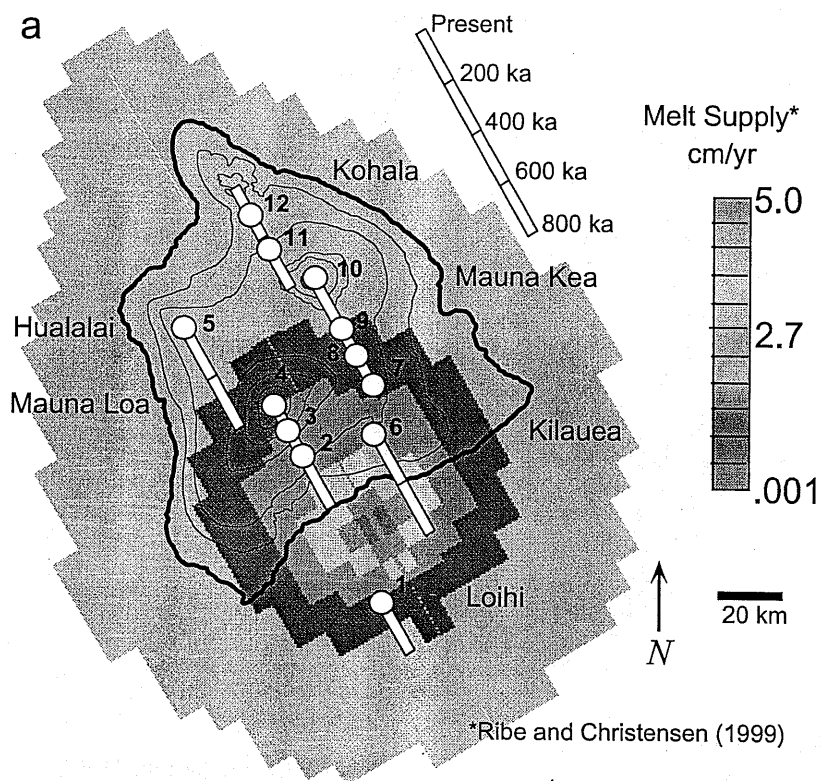 a
Present
200 ka
400 ka
600 ka
800 ka
Melt Supply*
cm/yr
5.0
2.7
.001
Kohala
12
11
10
Mauna Kea
Hualalai
5
9
8
7
4
Mauna Loa
3
6
Kilauea
2
1
Loihi
20 km
N
*Ribe and Christensen (1999)